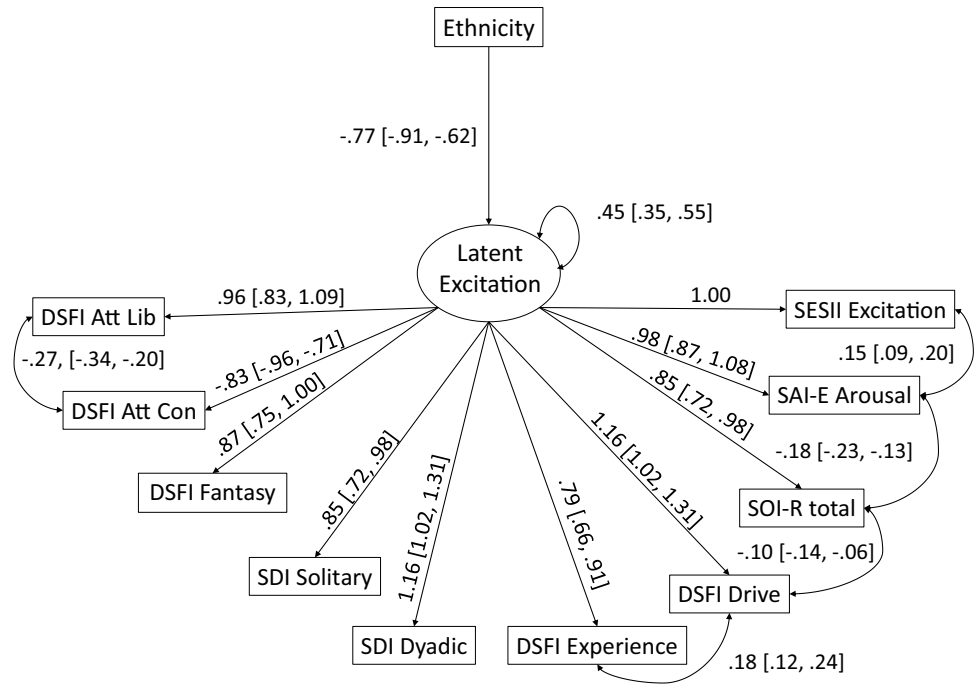 Ethnicity
-.77 [-.91, -.62]
.45 [.35, .55]
Latent
Excitation
.96 [.83, 1.09]
1.00
DSFI Att Lib
SESII Excitation
-.27, [-.34, -.20]
-.83 [-.96, -.71]
.98 [.87, 1.08]
.15 [.09, .20]
DSFI Att Con
.87 [.75, 1.00]
.85 [.72, .98]
SAI-E Arousal
-.18 [-.23, -.13]
DSFI Fantasy
.85 [.72, .98]
1.16 [1.02, 1.31]
.79 [.66, .91]
1.16 [1.02, 1.31]
SOI-R total
-.10 [-.14, -.06]
SDI Solitary
DSFI Drive
SDI Dyadic
DSFI Experience
.18 [.12, .24]